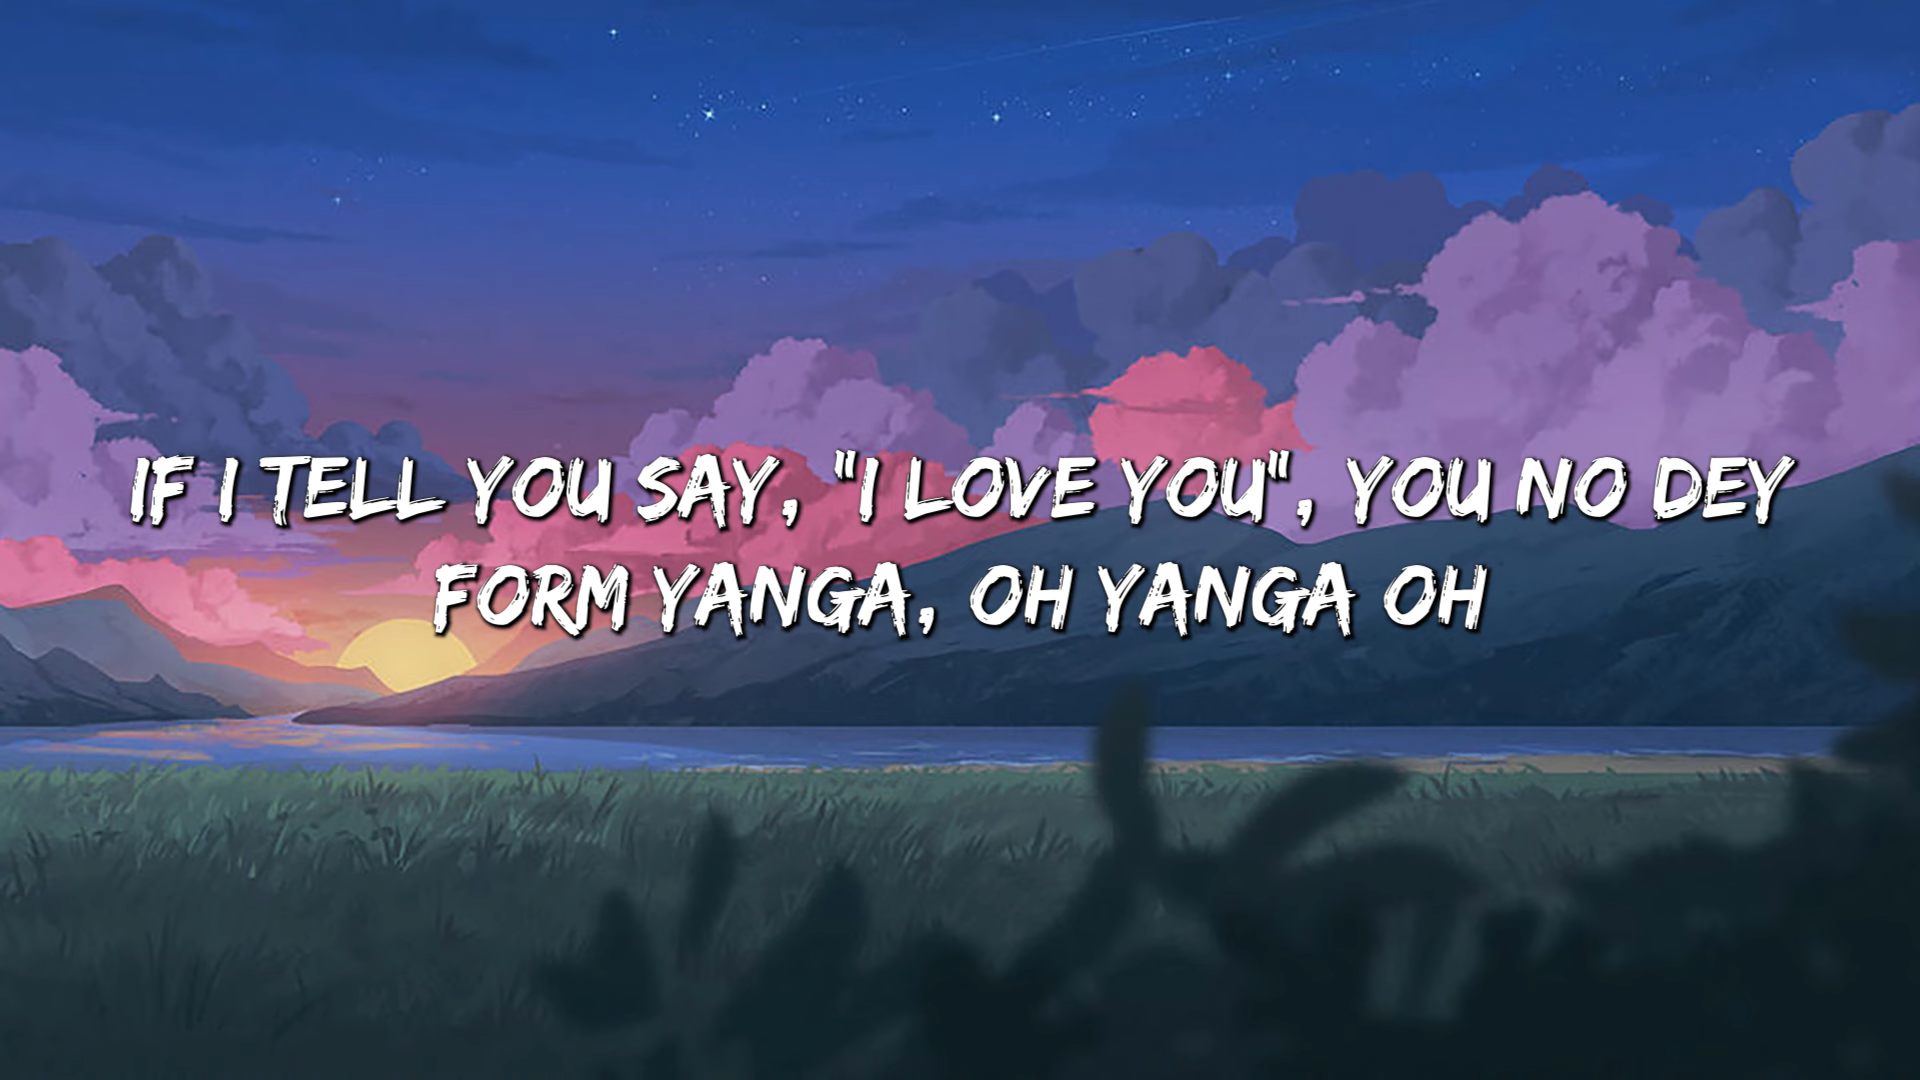 IF I TELL YOU SAY, "I LOVE YOU", YOU NO DEY
FORM YANGA, OH YANGA OH